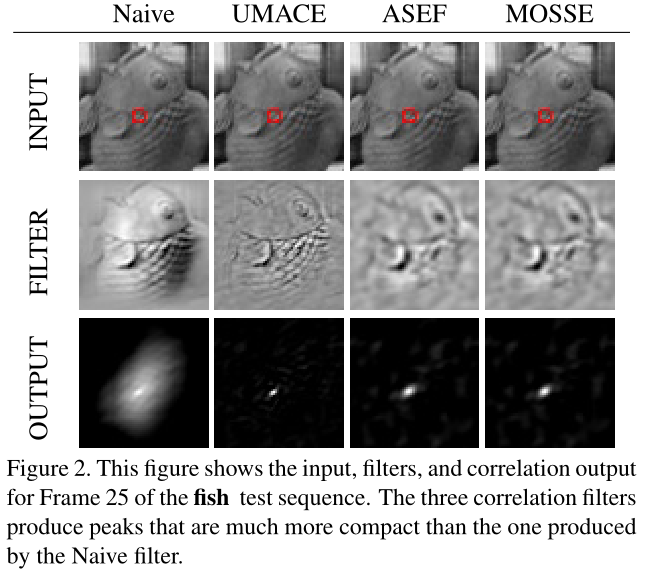 Naive UMACE ASEF MOSSE
INPUT
FILTER
OUTPUT
Figure 2. This figure shows the input, filters, and correlation output
for Frame 25 of the fish test sequence. The three correlation filters
produce peaks that are much more compact than the one produced
by the Naive filter.